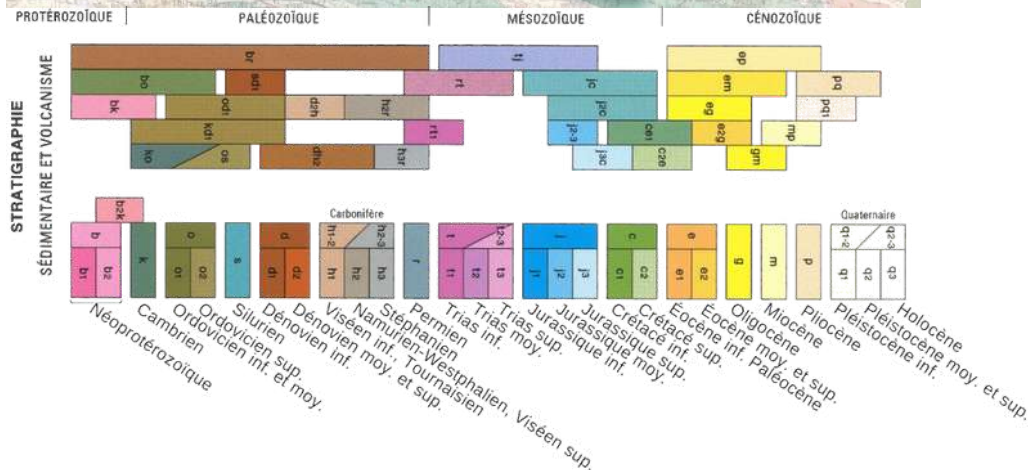 PROTÉROZOÏQUE PALÉOZOÏQUE MÉSOZOÏQUE CÉNOZOÏQUE
STRATIGRAPHIE
SÉDIMENTAIRE ET VOLCANISME
br tj ep
bo sd1 rt jc em pq
bk od1 d2h h2r j2c eg pq1
kd1 rt1 j2-3 ce1 e2g mp
ko os dh2 h3r j3c c2e gm
b2k
Carbonifère
Quaternaire
b k o s d h1-2 h2-3 r t t2-3 j c e g m p q1-2 q2-3
b1 b2 o1 o2 d1 d2 h1 h2 h3 t1 t2 t3 j1 j2 j3 c1 c2 e1 e2 q1 q2 q3
Néoprotérozoïque
Cambrien
Ordovicien inf. et moy.
Ordovicien sup.
Silurien
Dénovien inf.
Dénovien moy. et sup.
Viséen inf., Tournaisien
Namurien-Westphalien, Viséen sup.
Stéphanien
Permien
Trias inf.
Trias moy.
Trias sup.
Jurassique inf.
Jurassique moy.
Jurassique sup.
Crétacé inf.
Crétacé sup.
Éocène inf. Paléocène
Éocène moy. et sup.
Oligocène
Miocène
Pliocène
Pléistocène inf.
Pléistocène moy. et sup.
Holocène